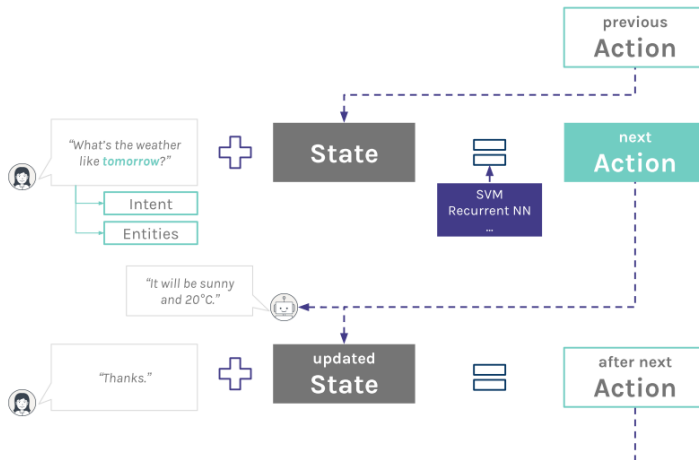 previous
Action
“What’s the weather
like tomorrow?”
State
next
Action
Intent
Entities
SVM
Recurrent NN
...
“It will be sunny
and 20°C.”
“Thanks.”
updated
State
after next
Action